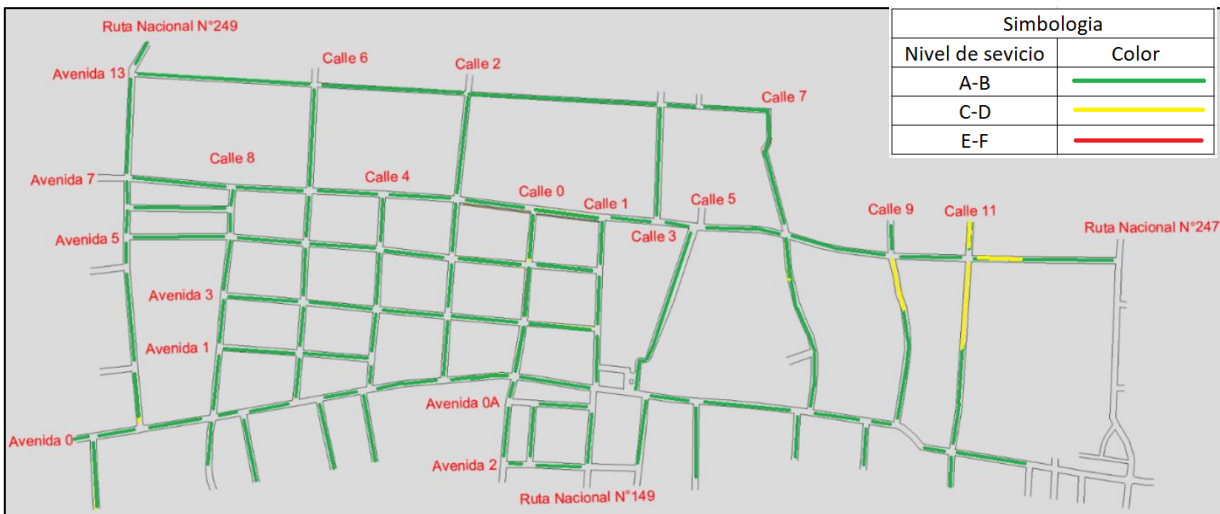 Simbologia
Nivel de sevicio Color
A-B
C-D
E-F
Ruta Nacional N°249
Calle 6
Calle 2
Avenida 13
Calle 7
Calle 8
Avenida 7
Calle 4
Calle 0
Calle 1
Calle 5
Calle 9
Calle 11
Ruta Nacional N°247
Avenida 5
Calle 3
Avenida 3
Avenida 1
Avenida 0A
Avenida 0
Avenida 2
Ruta Nacional N°149